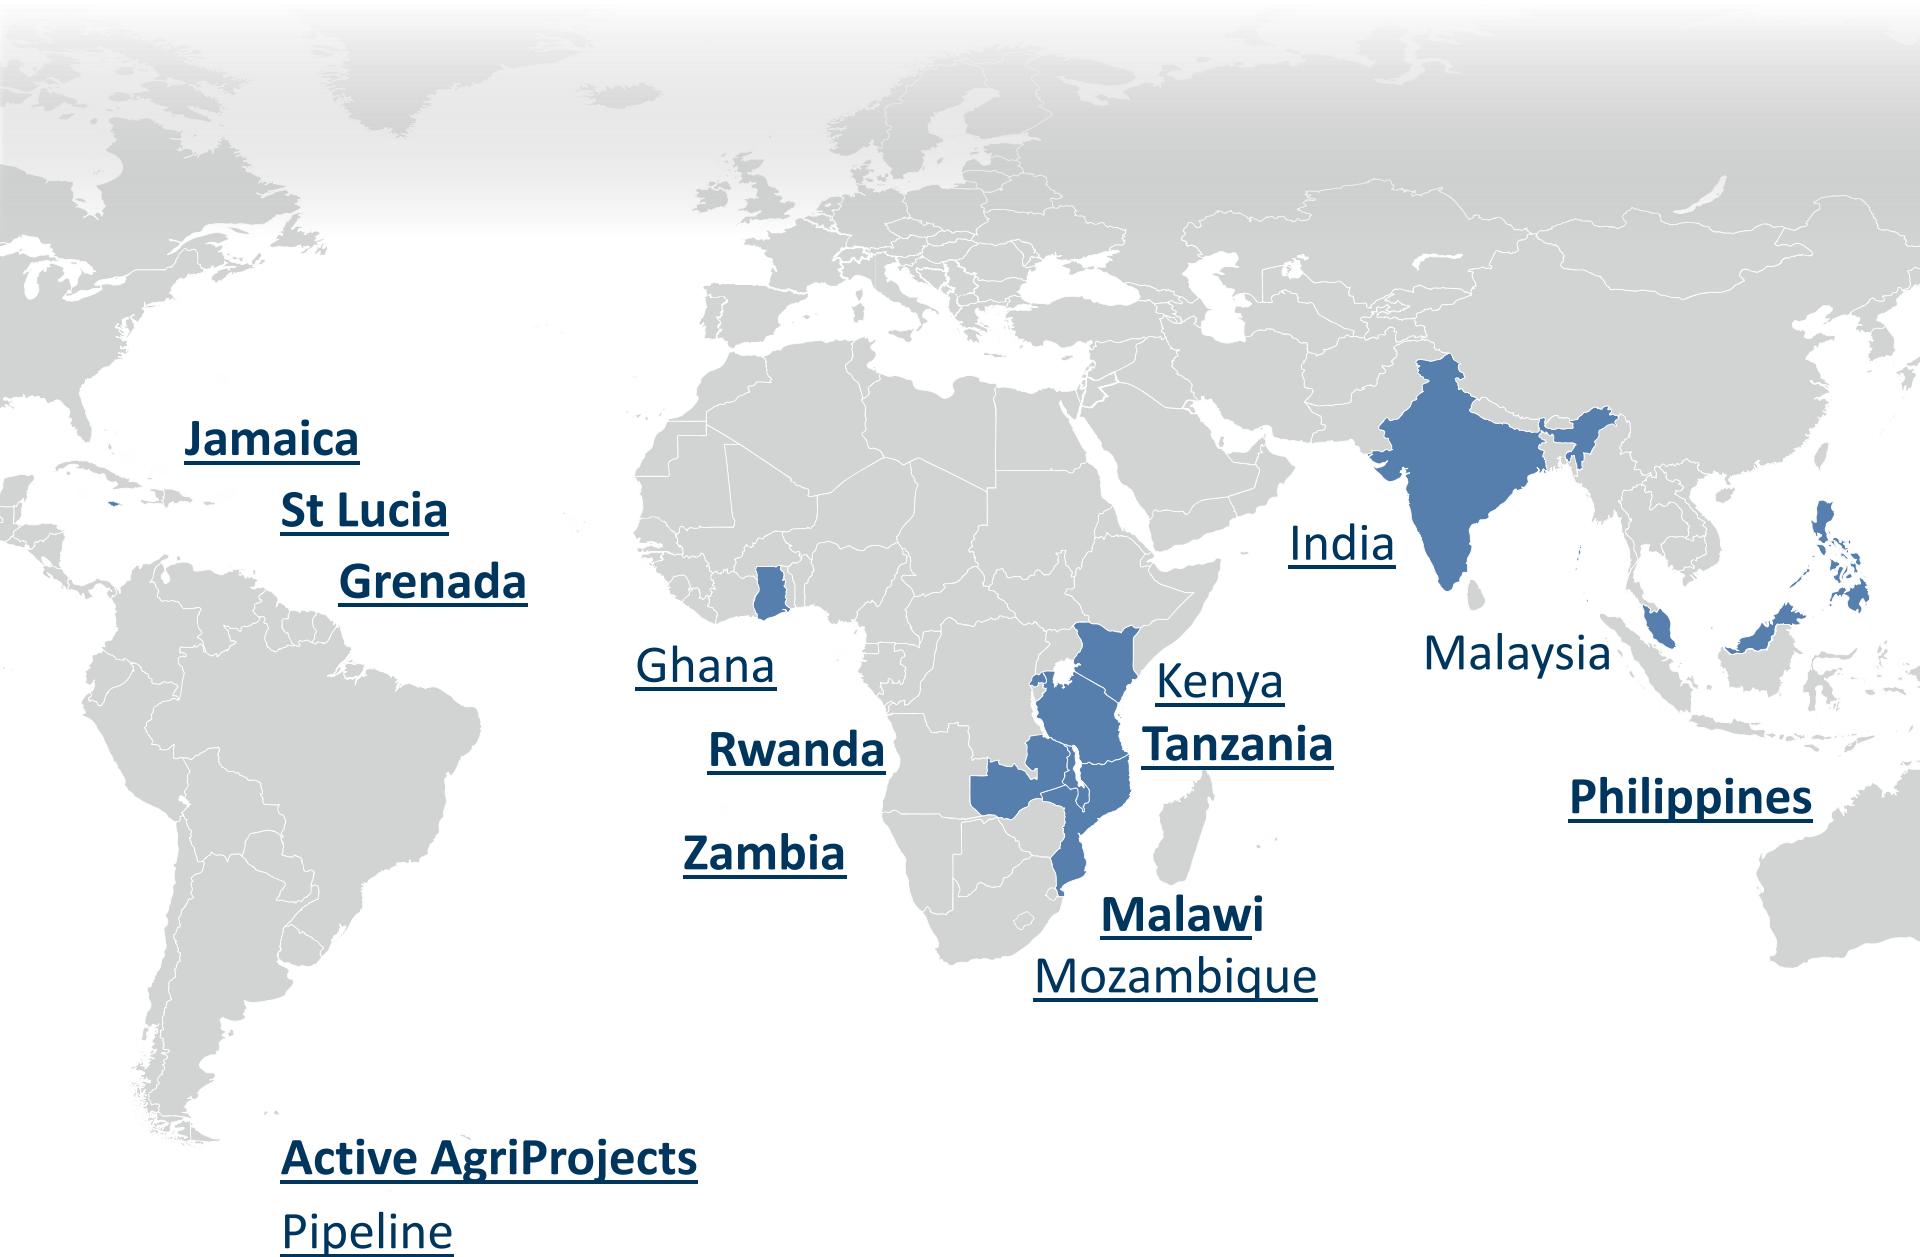 Jamaica
St Lucia
Grenada
India
Malaysia
Ghana
Kenya
Rwanda
Tanzania
Philippines
Zambia
Malawi
Mozambique
Active AgriProjects
Pipeline